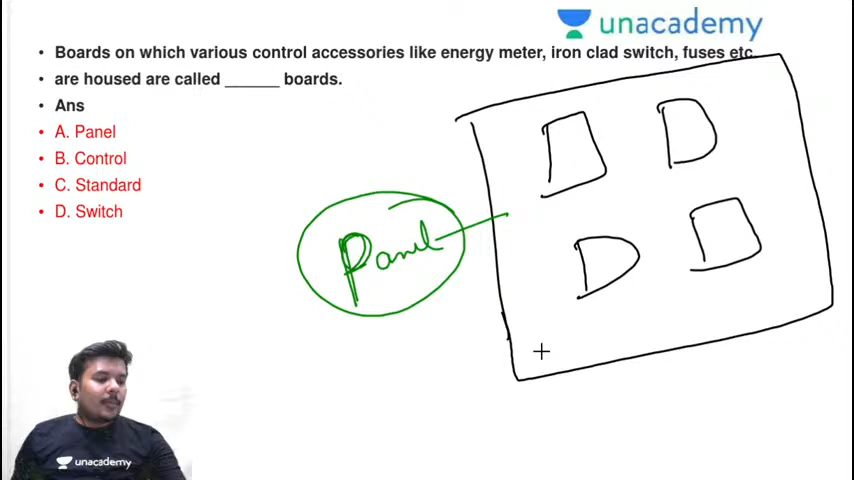 unacademy
• Boards on which various control accessories like energy meter, iron clad switch, fuses etc
• are housed are called ______ boards.
• Ans
• A. Panel
• B. Control
• C. Standard
• D. Switch
Panel
unacademy